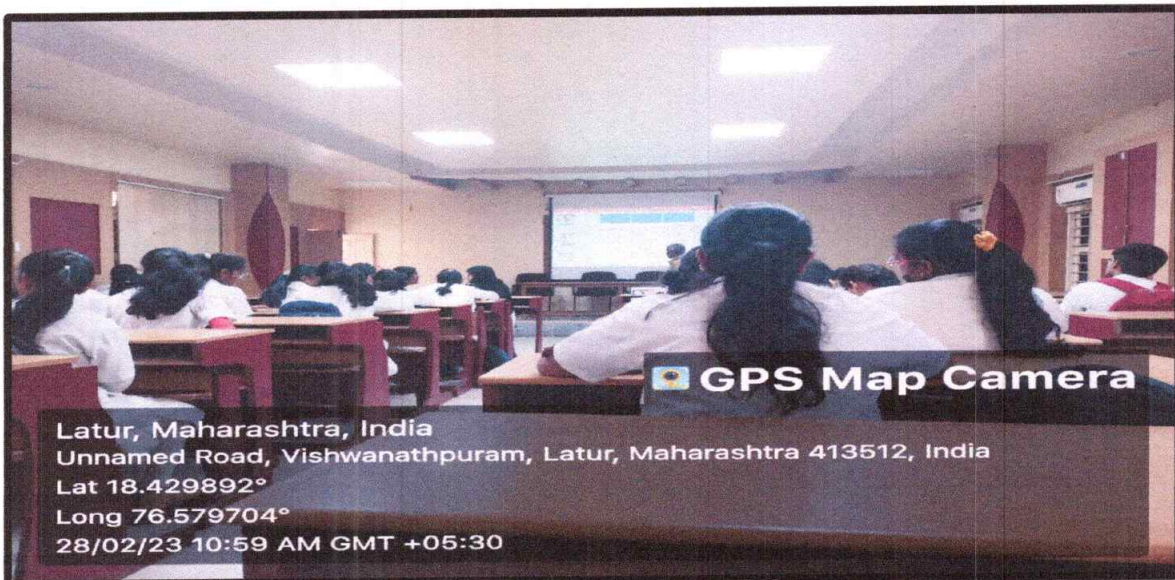 GPS Map Camera
Latur, Maharashtra, India
Unnamed Road, Vishwanathpuram, Latur, Maharashtra 413512, India
Lat 18.429892°
Long 76.579704°
28/02/23 10:59 AM GMT +05:30